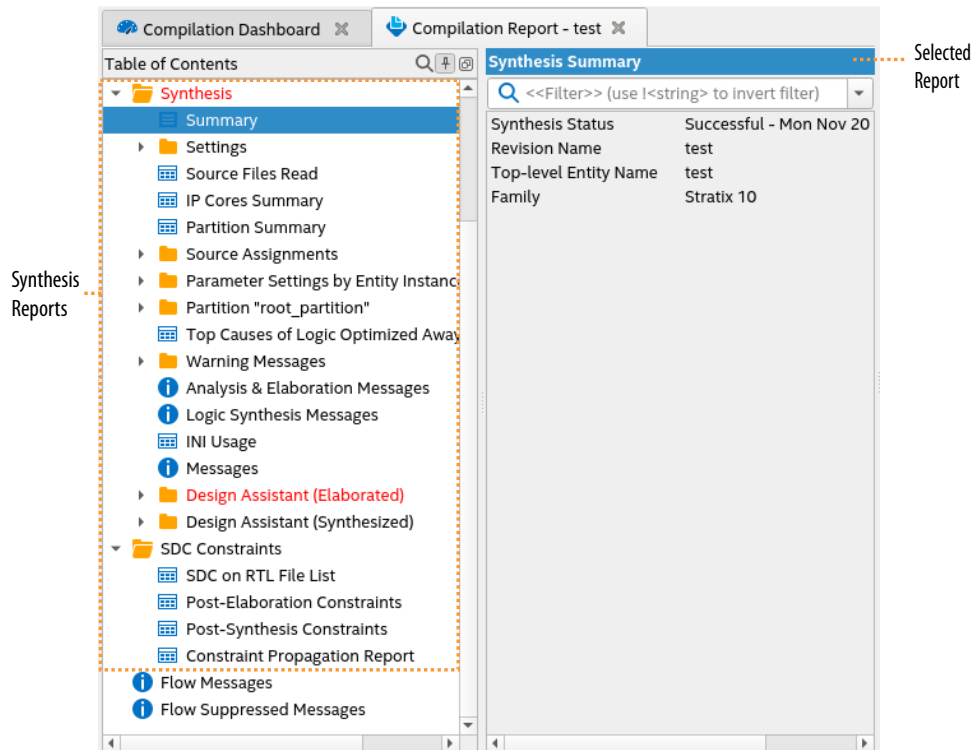 Compilation Dashboard
Compilation Report - test
Table of Contents
Synthesis
Summary
Settings
Source Files Read
IP Cores Summary
Partition Summary
Source Assignments
Parameter Settings by Entity Instanc
Partition "root_partition"
Top Causes of Logic Optimized Away
Warning Messages
Analysis & Elaboration Messages
Logic Synthesis Messages
INI Usage
Messages
Design Assistant (Elaborated)
Design Assistant (Synthesized)
SDC Constraints
SDC on RTL File List
Post-Elaboration Constraints
Post-Synthesis Constraints
Constraint Propagation Report
Flow Messages
Flow Suppressed Messages
Synthesis Summary
<<Filter>> (use !<string> to invert filter)
Synthesis Status Successful - Mon Nov 20
Revision Name test
Top-level Entity Name test
Family Stratix 10
Selected
Report
Synthesis
Reports